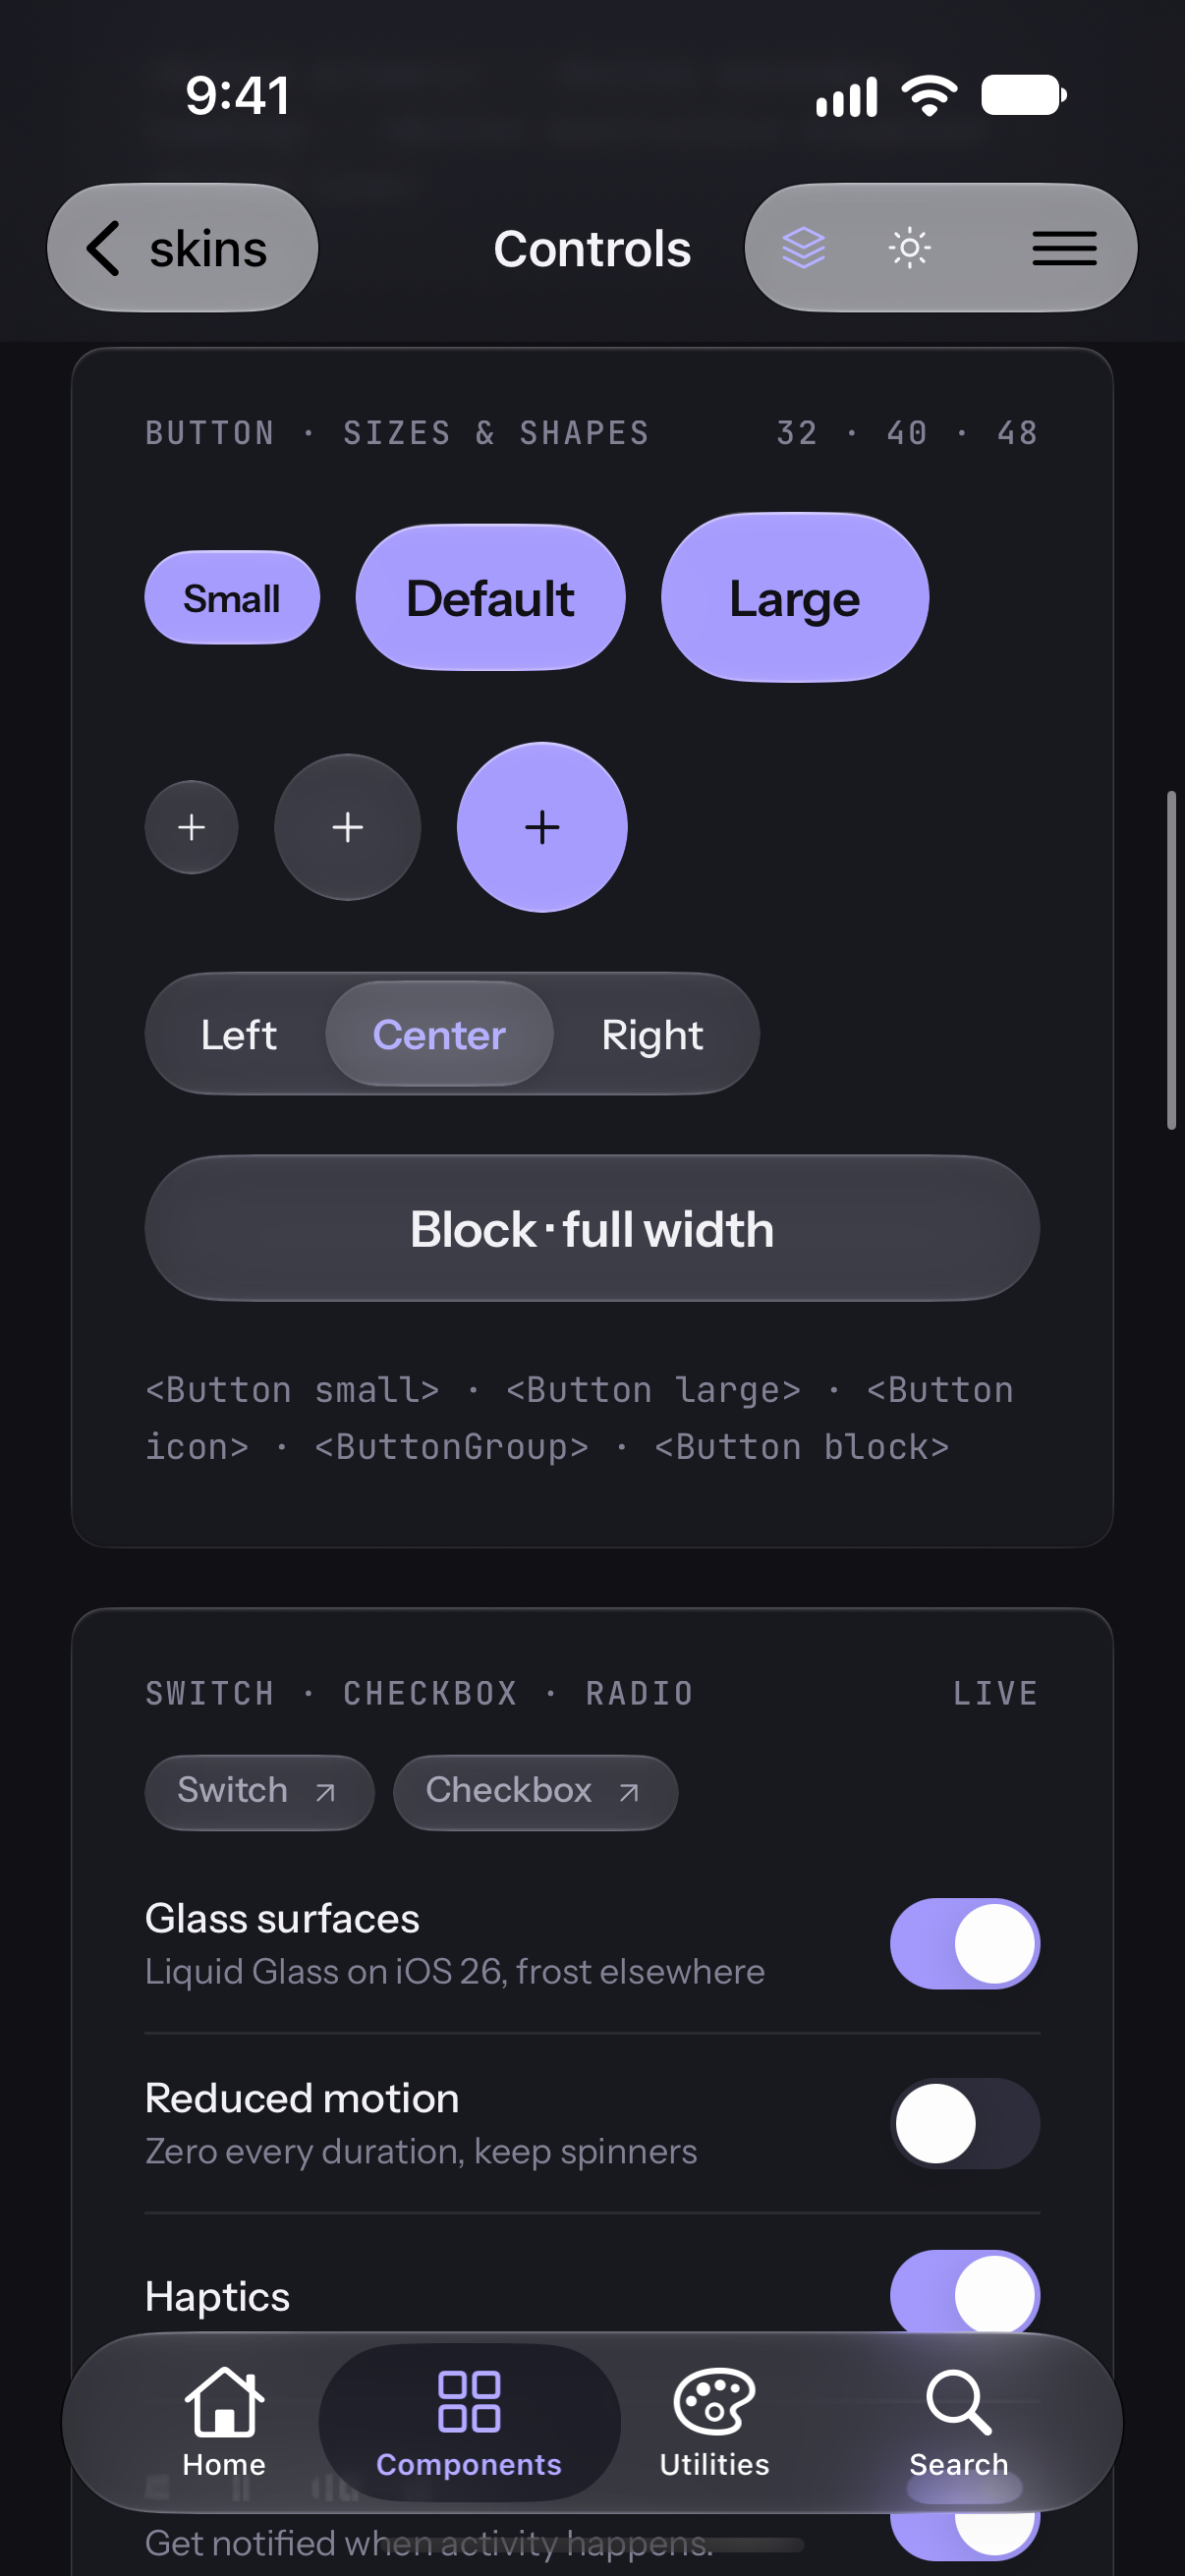 9:41
skins
Controls
BUTTON · SIZES & SHAPES
32 · 40 · 48
Small
Default
Large
Left
Center
Right
Block · full width
<Button small> · <Button large> · <Button
icon> · <ButtonGroup> · <Button block>
SWITCH · CHECKBOX · RADIO
LIVE
Switch
Checkbox
Glass surfaces
Liquid Glass on iOS 26, frost elsewhere
Reduced motion
Zero every duration, keep spinners
Haptics
Home
Components
Utilities
Search
Get notified when activity happens.